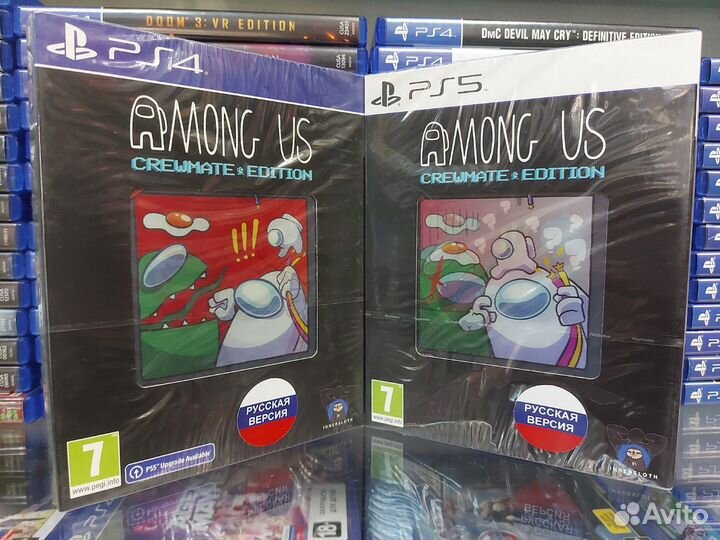 DOOM 3: VR EDITION
PS4
DMC DEVIL MAY CRY: DEFINITIVE EDITION
PS4
PS4
AMONG US
CREWMATE EDITION
!!!
РУССКАЯ
ВЕРСИЯ
INNERSLOTH
7
www.pegi.info
PS5 Upgrade Available
PS5
AMONG US
CREWMATE EDITION
? ? ? ?
РУССКАЯ
ВЕРСИЯ
INNERSLOTH
7
www.pegi.info
18
Avito